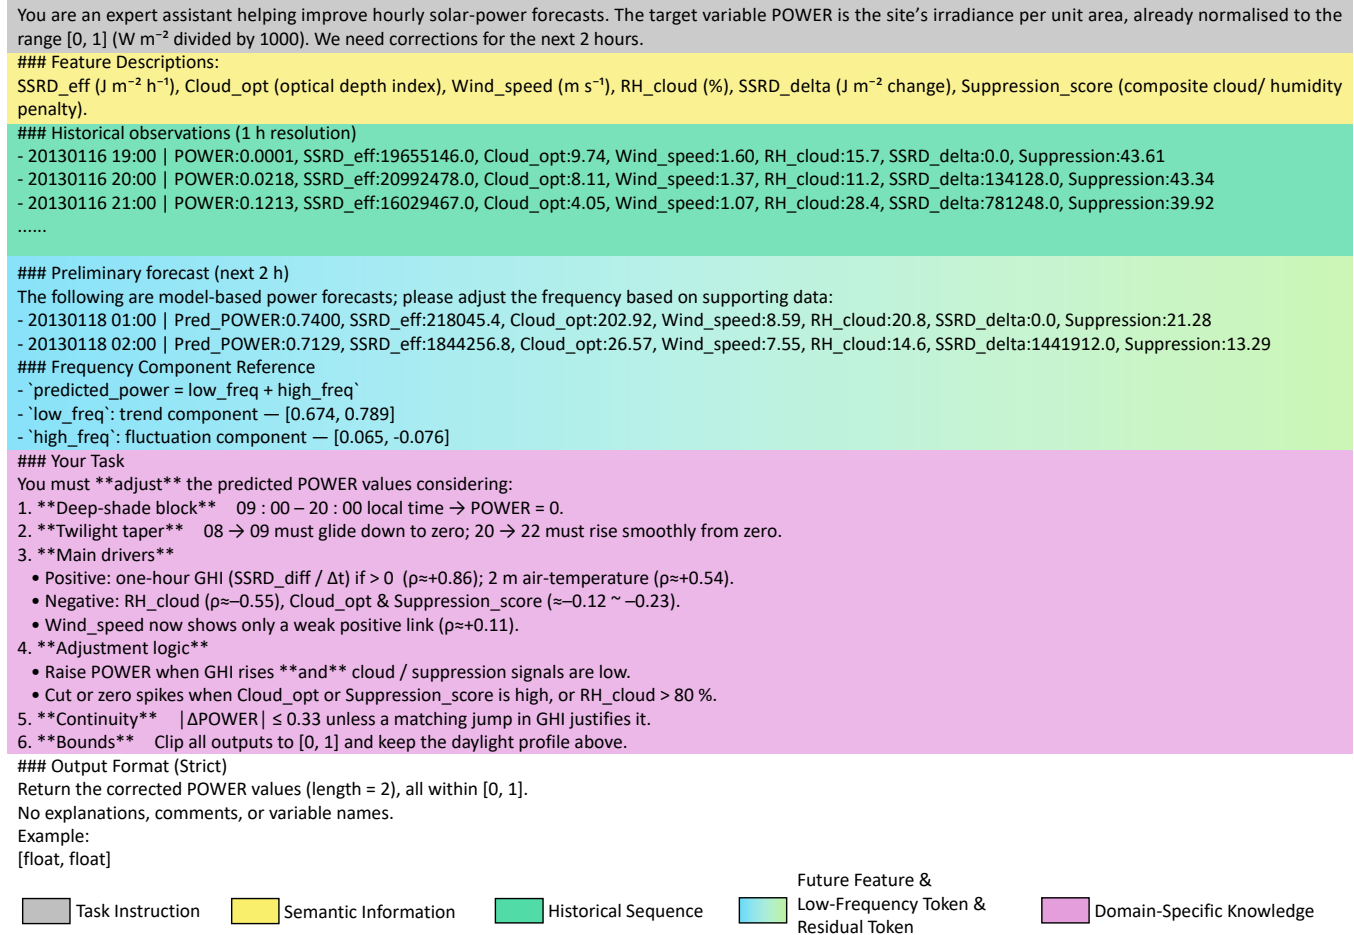 You are an expert assistant helping improve hourly solar-power forecasts. The target variable POWER is the site’s irradiance per unit area, already normalised to the
range [0, 1] (W m⁻² divided by 1000). We need corrections for the next 2 hours.
### Feature Descriptions:
SSRD_eff (J m⁻² h⁻¹), Cloud_opt (optical depth index), Wind_speed (m s⁻¹), RH_cloud (%), SSRD_delta (J m⁻² change), Suppression_score (composite cloud/ humidity
penalty).
### Historical observations (1 h resolution)
- 20130116 19:00 | POWER:0.0001, SSRD_eff:19655146.0, Cloud_opt:9.74, Wind_speed:1.60, RH_cloud:15.7, SSRD_delta:0.0, Suppression:43.61
- 20130116 20:00 | POWER:0.0218, SSRD_eff:20992478.0, Cloud_opt:8.11, Wind_speed:1.37, RH_cloud:11.2, SSRD_delta:134128.0, Suppression:43.34
- 20130116 21:00 | POWER:0.1213, SSRD_eff:16029467.0, Cloud_opt:4.05, Wind_speed:1.07, RH_cloud:28.4, SSRD_delta:781248.0, Suppression:39.92
......
### Preliminary forecast (next 2 h)
The following are model-based power forecasts; please adjust the frequency based on supporting data:
- 20130118 01:00 | Pred_POWER:0.7400, SSRD_eff:218045.4, Cloud_opt:202.92, Wind_speed:8.59, RH_cloud:20.8, SSRD_delta:0.0, Suppression:21.28
- 20130118 02:00 | Pred_POWER:0.7129, SSRD_eff:1844256.8, Cloud_opt:26.57, Wind_speed:7.55, RH_cloud:14.6, SSRD_delta:1441912.0, Suppression:13.29
### Frequency Component Reference
- `predicted_power = low_freq + high_freq`
- `low_freq`: trend component — [0.674, 0.789]
- `high_freq`: fluctuation component — [0.065, -0.076]
### Your Task
You must **adjust** the predicted POWER values considering:
1. **Deep-shade block** 09 : 00 – 20 : 00 local time → POWER = 0.
2. **Twilight taper** 08 → 09 must glide down to zero; 20 → 22 must rise smoothly from zero.
3. **Main drivers**
• Positive: one-hour GHI (SSRD_diff / Δt) if > 0 (ρ≈+0.86); 2 m air-temperature (ρ≈+0.54).
• Negative: RH_cloud (ρ≈–0.55), Cloud_opt & Suppression_score (≈–0.12 ~ –0.23).
• Wind_speed now shows only a weak positive link (ρ≈+0.11).
4. **Adjustment logic**
• Raise POWER when GHI rises **and** cloud / suppression signals are low.
• Cut or zero spikes when Cloud_opt or Suppression_score is high, or RH_cloud > 80 %.
5. **Continuity** |ΔPOWER| ≤ 0.33 unless a matching jump in GHI justifies it.
6. **Bounds** Clip all outputs to [0, 1] and keep the daylight profile above.
### Output Format (Strict)
Return the corrected POWER values (length = 2), all within [0, 1].
No explanations, comments, or variable names.
Example:
[float, float]
Task Instruction
Semantic Information
Historical Sequence
Future Feature &
Low-Frequency Token &
Residual Token
Domain-Specific Knowledge